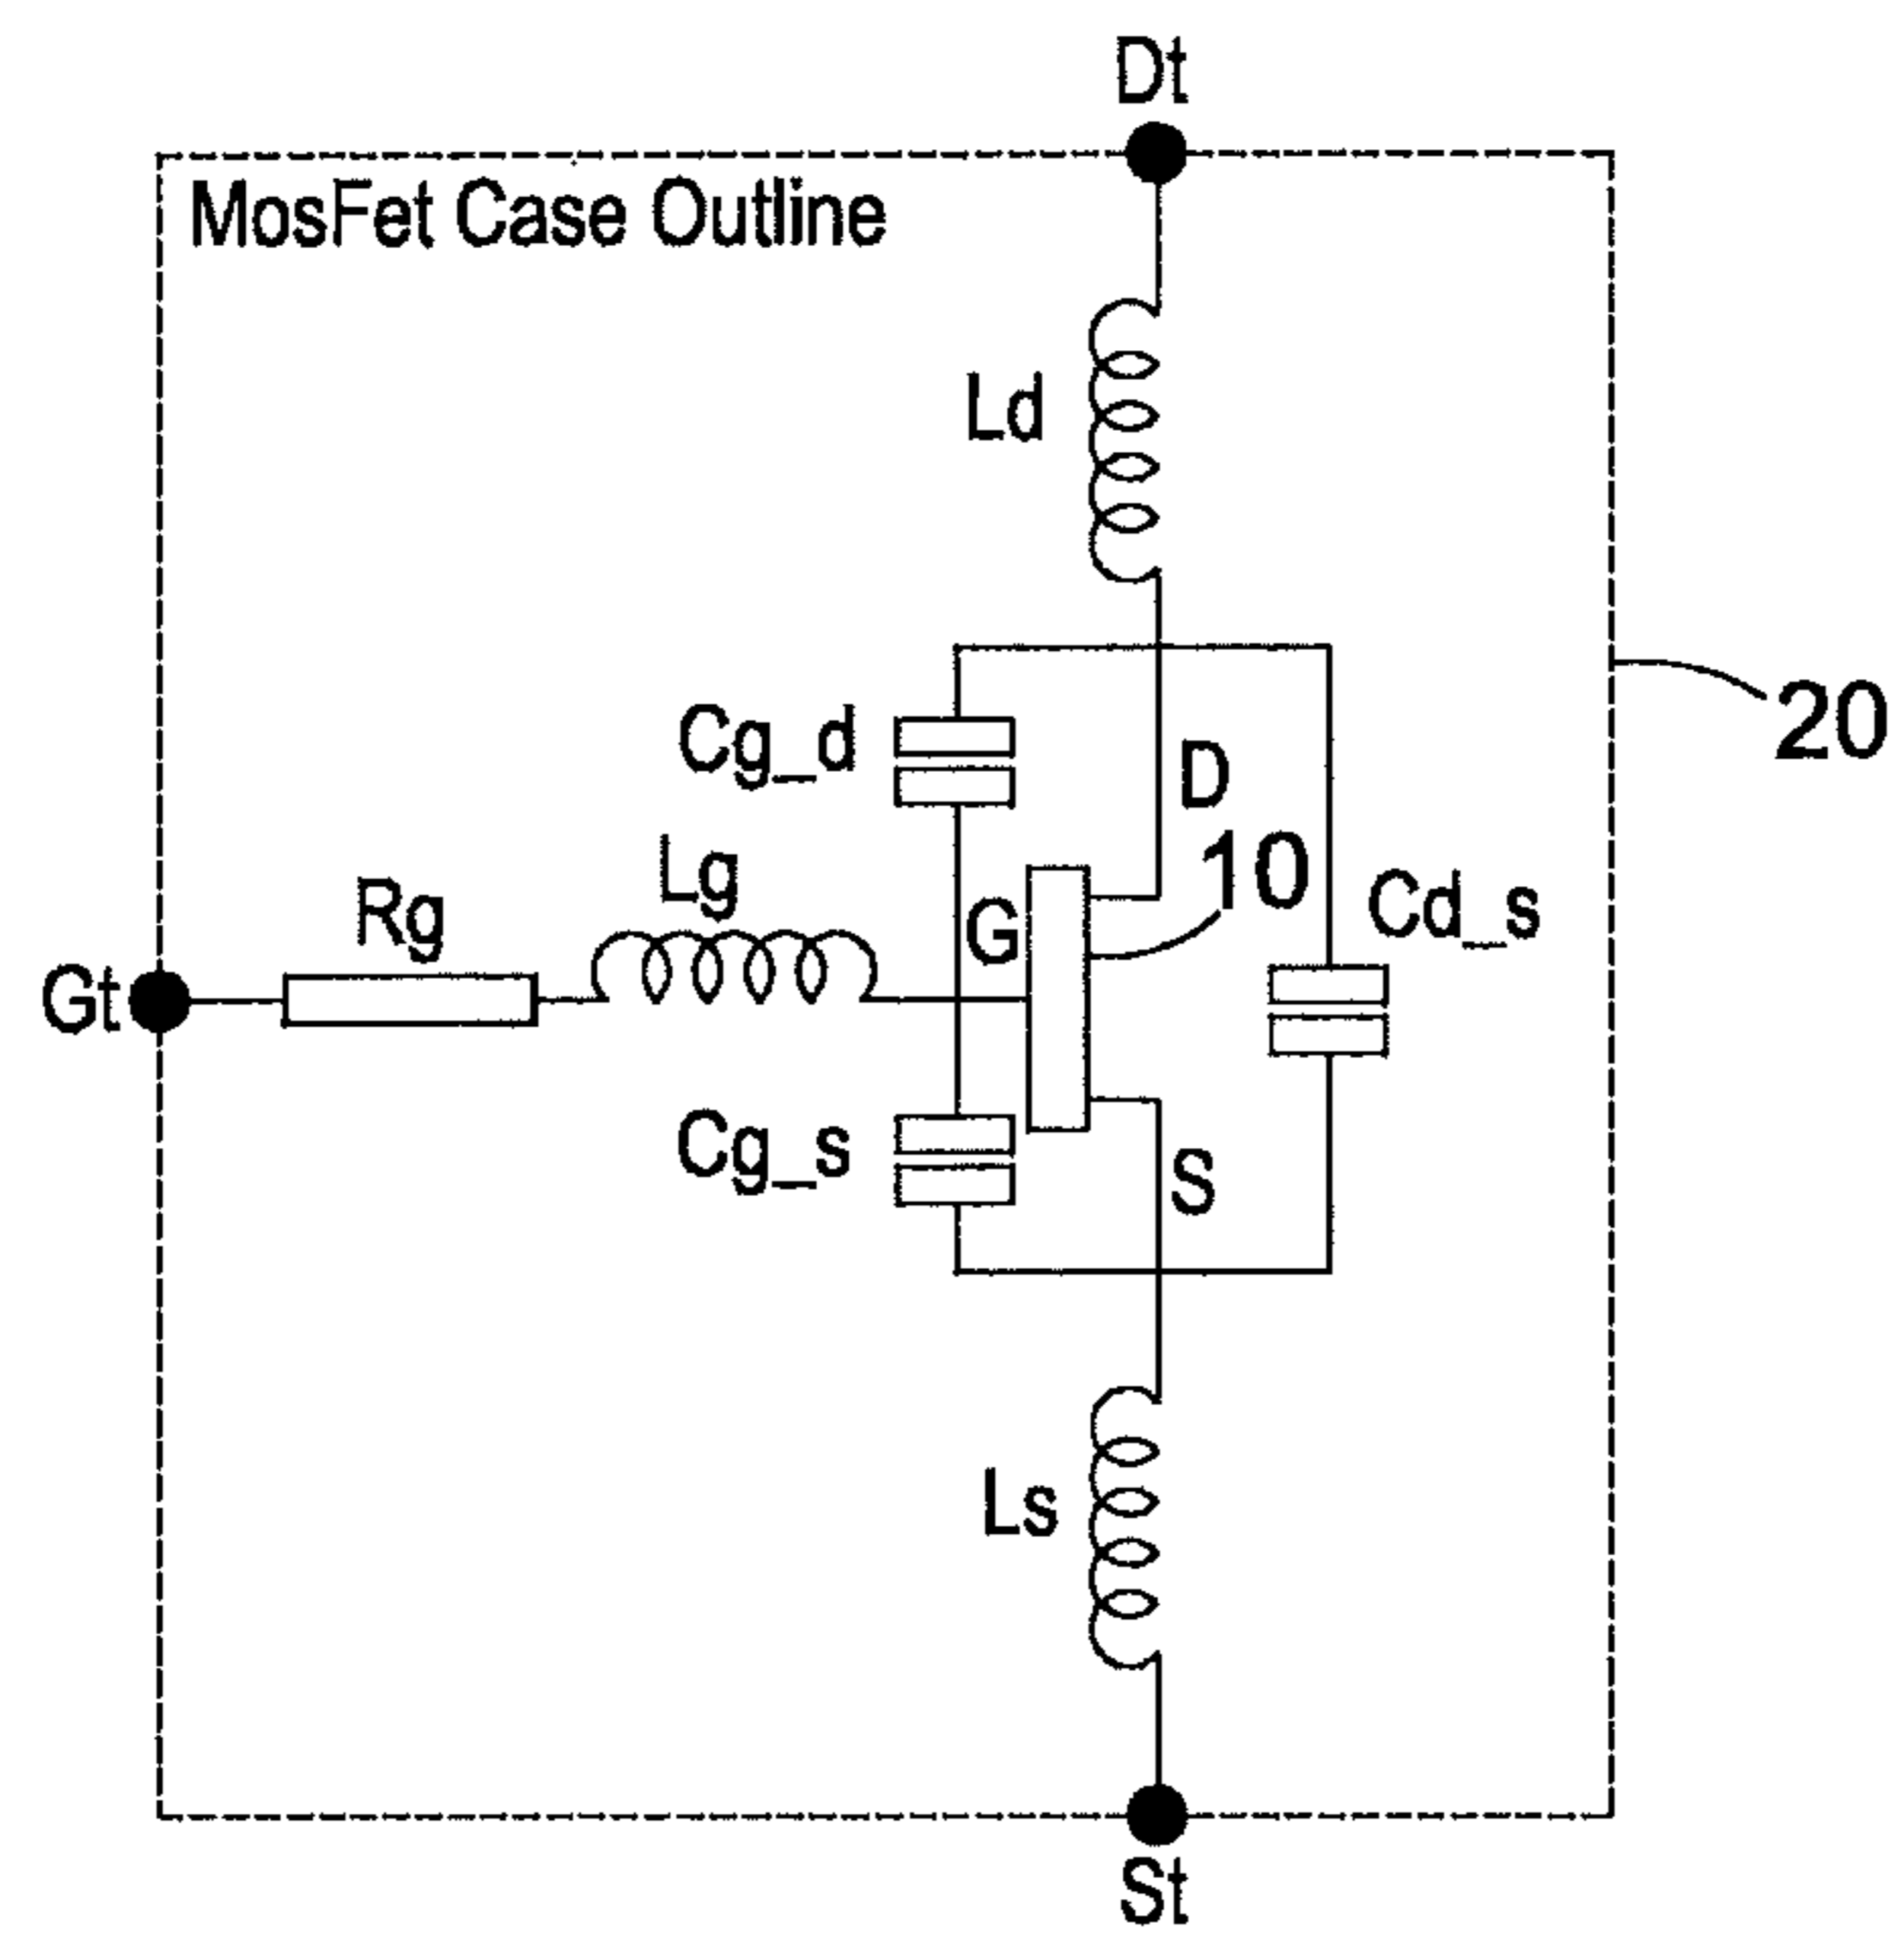 Dt
MosFet Case Outline
Ld
20
Cg_d
D
10
Lg
Rg
G
Cd_s
Gt
Cg_s
S
Ls
St